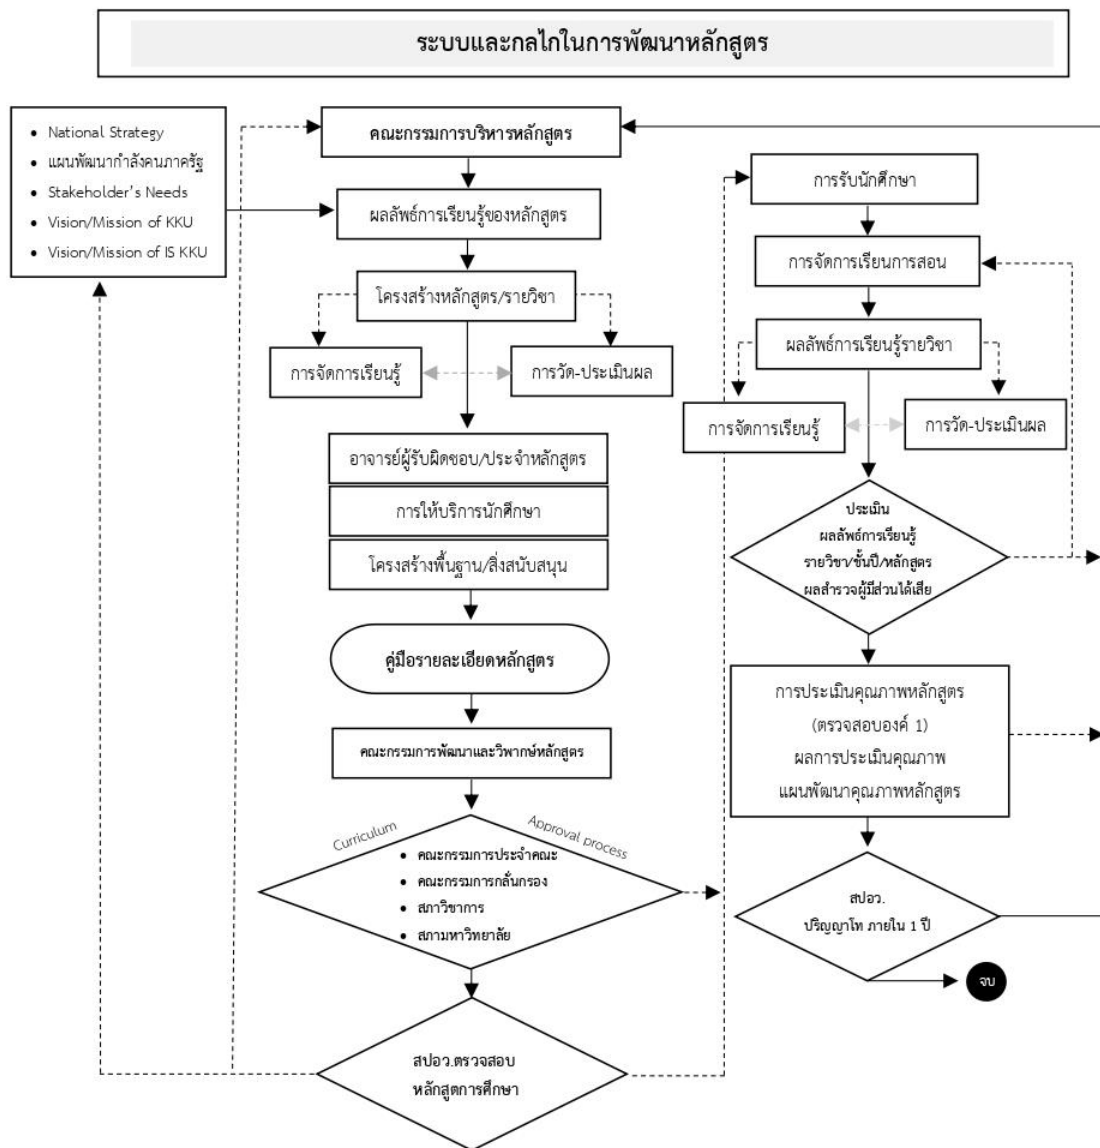 ระบบและกลไกในการพัฒนาหลักสูตร
• National Strategy
• แผนพัฒนากำลังคนภาครัฐ
• Stakeholder's Needs
• Vision/Mission of KKU
• Vision/Mission of IS KKU
คณะกรรมการบริหารหลักสูตร
ผลลัพธ์การเรียนรู้ของหลักสูตร
โครงสร้างหลักสูตร/รายวิชา
การจัดการเรียนรู้
การวัด-ประเมินผล
อาจารย์ผู้รับผิดชอบ/ประจำหลักสูตร
การให้บริการนักศึกษา
โครงสร้างพื้นฐาน/สิ่งสนับสนุน
คู่มือรายละเอียดหลักสูตร
คณะกรรมการพัฒนาและวิพากษ์หลักสูตร
Curriculum
Approval process
• คณะกรรมการประจำคณะ
• คณะกรรมการกลั่นกรอง
• สภาวิชาการ
• สภามหาวิทยาลัย
สปอว.ตรวจสอบ
หลักสูตการศึกษา
การรับนักศึกษา
การจัดการเรียนการสอน
ผลลัพธ์การเรียนรู้รายวิชา
การจัดการเรียนรู้
การวัด-ประเมินผล
ประเมิน
ผลลัพธ์การเรียนรู้
รายวิชา/ชั้นปี/หลักสูตร
ผลสำรวจผู้มีส่วนได้เสีย
การประเมินคุณภาพหลักสูตร
(ตรวจสอบองค์ 1)
ผลการประเมินคุณภาพ
แผนพัฒนาคุณภาพหลักสูตร
สปอว.
ปริญญาโท ภายใน 1 ปี
จบ